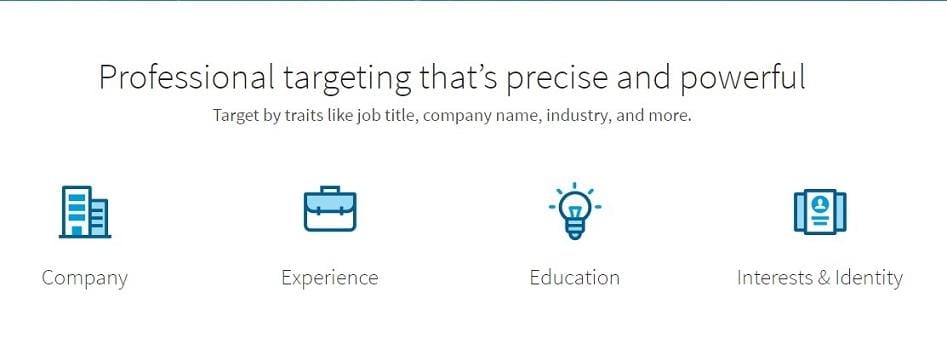 Professional targeting that’s precise and powerful
Target by traits like job title, company name, industry, and more.
Company
Experience
Education
Interests & Identity